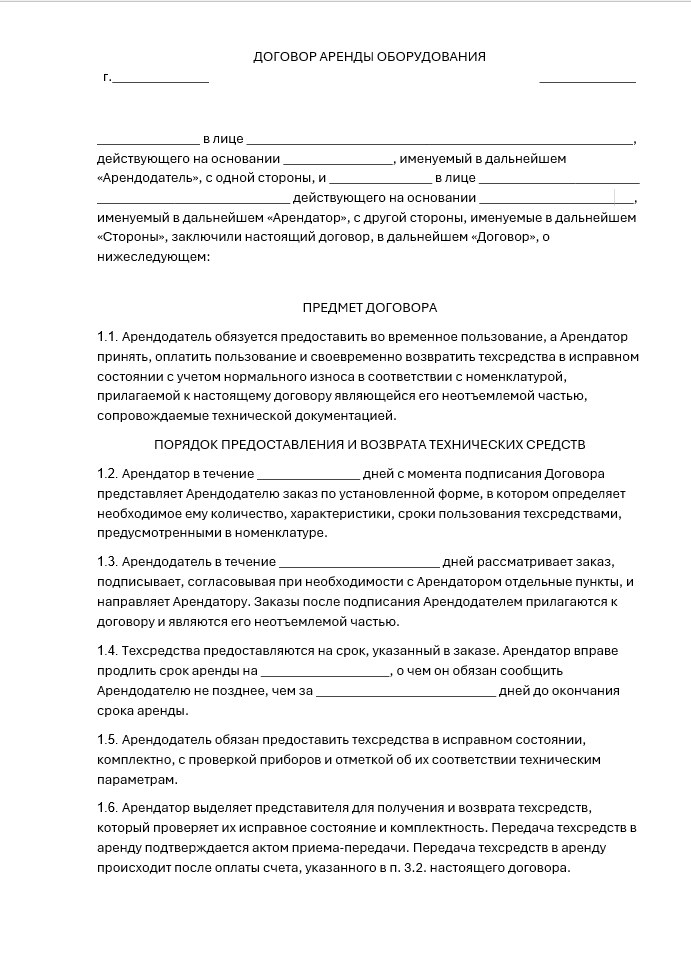 ДОГОВОР АРЕНДЫ ОБОРУДОВАНИЯ
г.______________ _____________
______________ в лице ____________________________________________________,
действующего на основании _______________, именуемый в дальнейшем
«Арендодатель», с одной стороны, и ______________ в лице ______________________
__________________________ действующего на основании _____________________,
именуемый в дальнейшем «Арендатор», с другой стороны, именуемые в дальнейшем
«Стороны», заключили настоящий договор, в дальнейшем «Договор», о
нижеследующем:
ПРЕДМЕТ ДОГОВОРА
1.1. Арендодатель обязуется предоставить во временное пользование, а Арендатор
принять, оплатить пользование и своевременно возвратить техсредства в исправном
состоянии с учетом нормального износа в соответствии с номенклатурой,
прилагаемой к настоящему договору являющейся его неотъемлемой частью,
сопровождаемые технической документацией.
ПОРЯДОК ПРЕДОСТАВЛЕНИЯ И ВОЗВРАТА ТЕХНИЧЕСКИХ СРЕДСТВ
1.2. Арендатор в течение ______________ дней с момента подписания Договора
представляет Арендодателю заказ по установленной форме, в котором определяет
необходимое ему количество, характеристики, сроки пользования техсредствами,
предусмотренными в номенклатуре.
1.3. Арендодатель в течение ______________________ дней рассматривает заказ,
подписывает, согласовывая при необходимости с Арендатором отдельные пункты, и
направляет Арендатору. Заказы после подписания Арендодателем прилагаются к
договору и являются его неотъемлемой частью.
1.4. Техсредства предоставляются на срок, указанный в заказе. Арендатор вправе
продлить срок аренды на __________________, о чем он обязан сообщить
Арендодателю не позднее, чем за _________________________ дней до окончания
срока аренды.
1.5. Арендодатель обязан предоставить техсредства в исправном состоянии,
комплектно, с проверкой приборов и отметкой об их соответствии техническим
параметрам.
1.6. Арендатор выделяет представителя для получения и возврата техсредств,
который проверяет их исправное состояние и комплектность. Передача техсредств в
аренду подтверждается актом приема-передачи. Передача техсредств в аренду
происходит после оплаты счета, указанного в п. 3.2. настоящего договора.